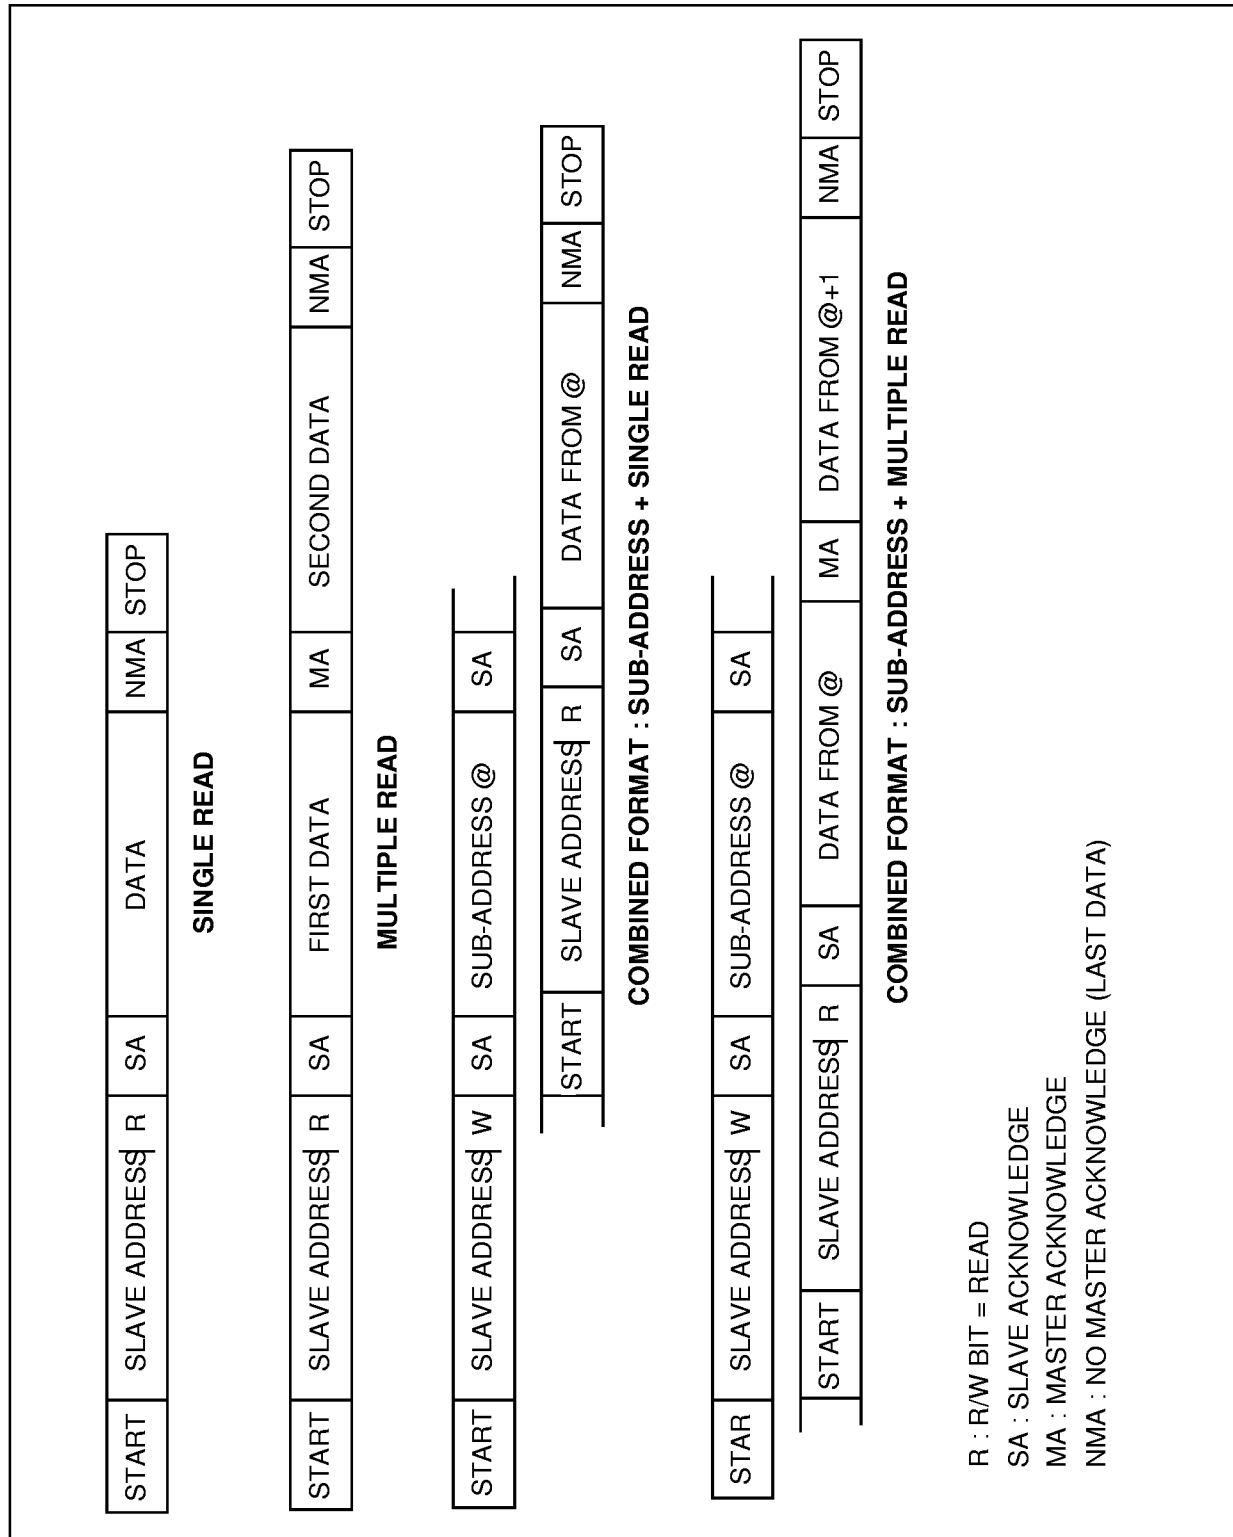 START SLAVE ADDRESS R SA DATA NMA STOP
SINGLE READ
START SLAVE ADDRESS R SA FIRST DATA MA SECOND DATA NMA STOP
MULTIPLE READ
START SLAVE ADDRESS W SA SUB-ADDRESS @ SA
START SLAVE ADDRESS R SA DATA FROM @ NMA STOP
COMBINED FORMAT : SUB-ADDRESS + SINGLE READ
STAR SLAVE ADDRESS W SA SUB-ADDRESS @ SA
START SLAVE ADDRESS R SA DATA FROM @ MA DATA FROM @+1 NMA STOP
COMBINED FORMAT : SUB-ADDRESS + MULTIPLE READ
R : R/W BIT = READ
SA : SLAVE ACKNOWLEDGE
MA : MASTER ACKNOWLEDGE
NMA : NO MASTER ACKNOWLEDGE (LAST DATA)